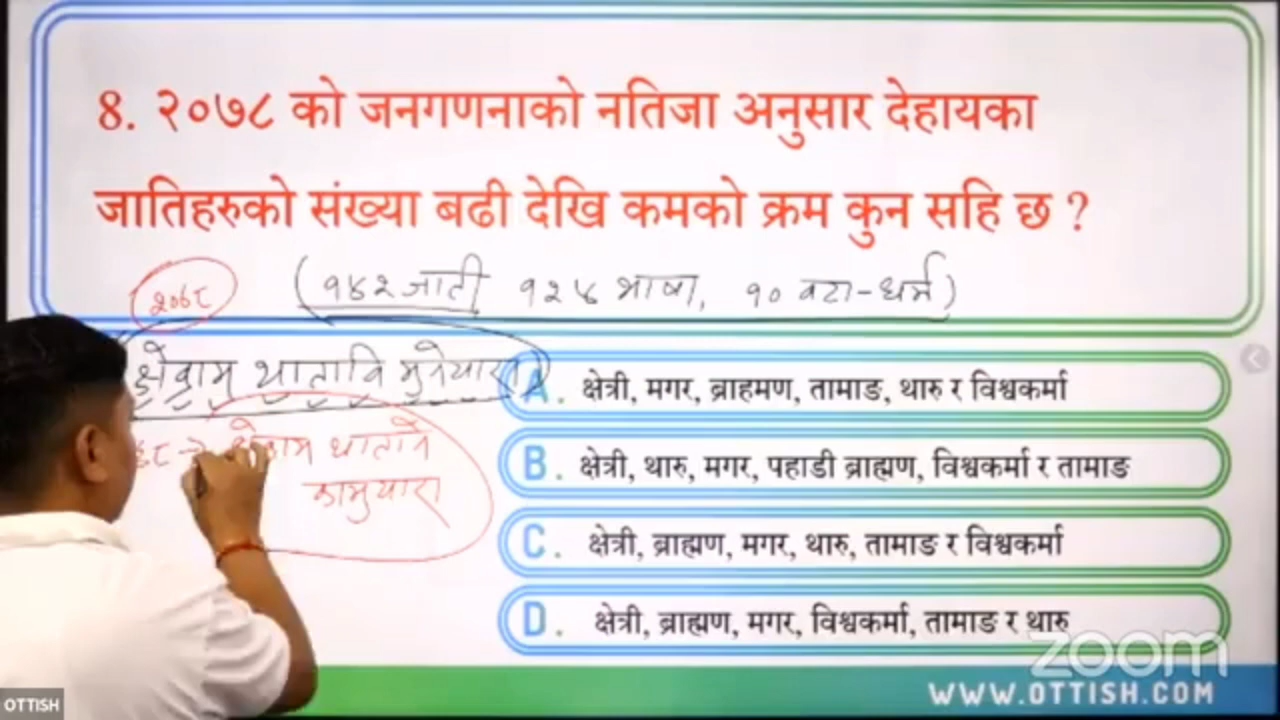 8. २०७८ को जनगणनाको नतिजा अनुसार देहायका
जातिहरुको संख्या बढी देखि कमको क्रम कुन सहि छ ?
(१४२ जाती १२४ भाषा, १० वटा-धर्म)
A. क्षेत्री, मगर, ब्राहमण, तामाङ, थारु र विश्वकर्मा
B. क्षेत्री, थारु, मगर, पहाडी ब्राह्मण, विश्वकर्मा र तामाङ
C. क्षेत्री, ब्राह्मण, मगर, थारु, तामाङ र विश्वकर्मा
D. क्षेत्री, ब्राह्मण, मगर, विश्वकर्मा, तामाङ र थारु
zoom
WWW.OTTISH.COM
OTTISH